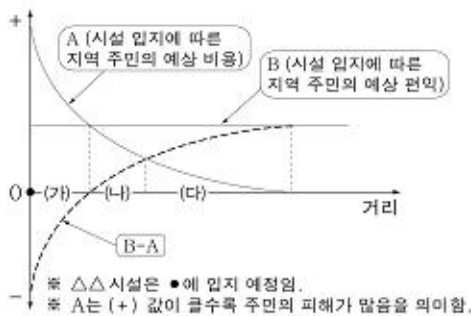 +
A (시설 입지에 따른
지역 주민의 예상 비용)
B (시설 입지에 따른
지역 주민의 예상 편익)
0
(가)
(나)
(다)
거리
B-A
−
※ △△시설은 ●에 입지 예정임.
※ A는 (+) 값이 클수록 주민의 피해가 많음을 의미함.